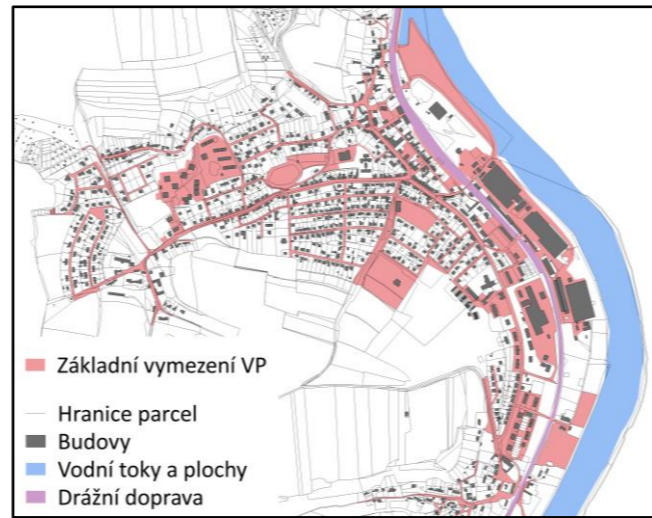 Základní vymezení VP
Hranice parcel
Budovy
Vodní toky a plochy
Drážní doprava